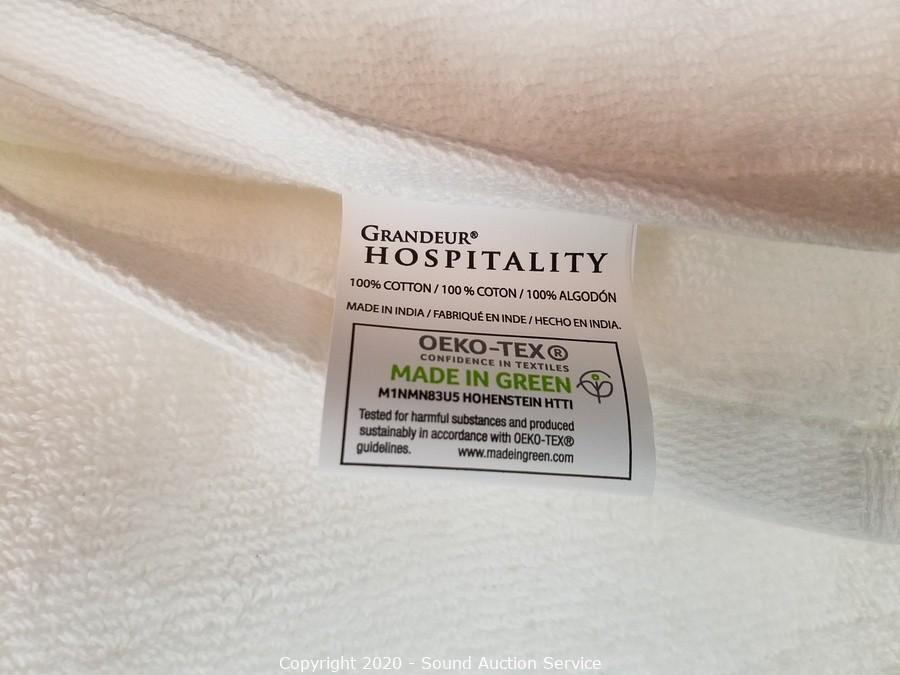 GRANDEUR®
HOSPITALITY
100% COTTON / 100 % COTON / 100% ALGODÓN
MADE IN INDIA / FABRIQUÉ EN INDE / HECHO EN INDIA.
OEKO-TEX®
CONFIDENCE IN TEXTILES
MADE IN GREEN
M1NMN83U5 HOHENSTEIN HTTI
Tested for harmful substances and produced
sustainably in accordance with OEKO-TEX®
guidelines. www.madeingreen.com
Copyright 2020 - Sound Auction Service